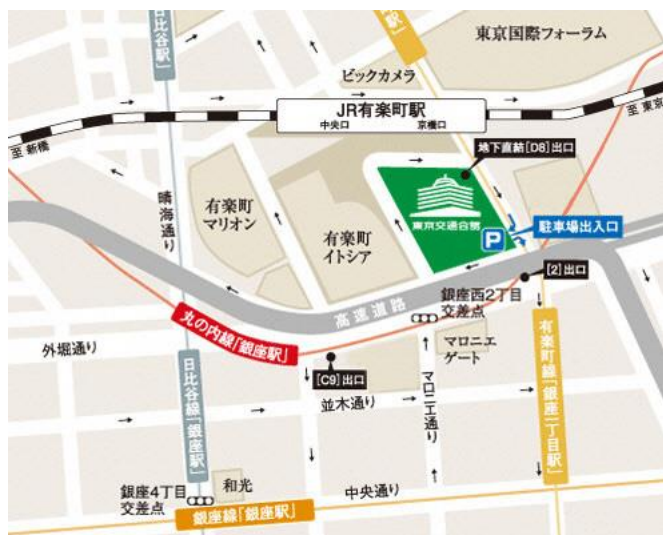 日比谷駅」
町駅」
東京国際フォーラム
ビックカメラ
JR有楽町駅
中央口
京橋口
至 新橋
至 東京
地下直結[D8]出口
晴海通り
有楽町
マリオン
有楽町
イトシア
東京交通会館
P
駐車場出入口
[2]出口
高速道路
銀座西2丁目
交差点
丸の内線「銀座駅」
外堀通り
マロニエ
ゲート
[C9]出口
日比谷線「銀座駅」
並木通り
マロニエ通り
有楽町線「銀座一丁目駅」
銀座4丁目
交差点
和光
中央通り
銀座線「銀座駅」